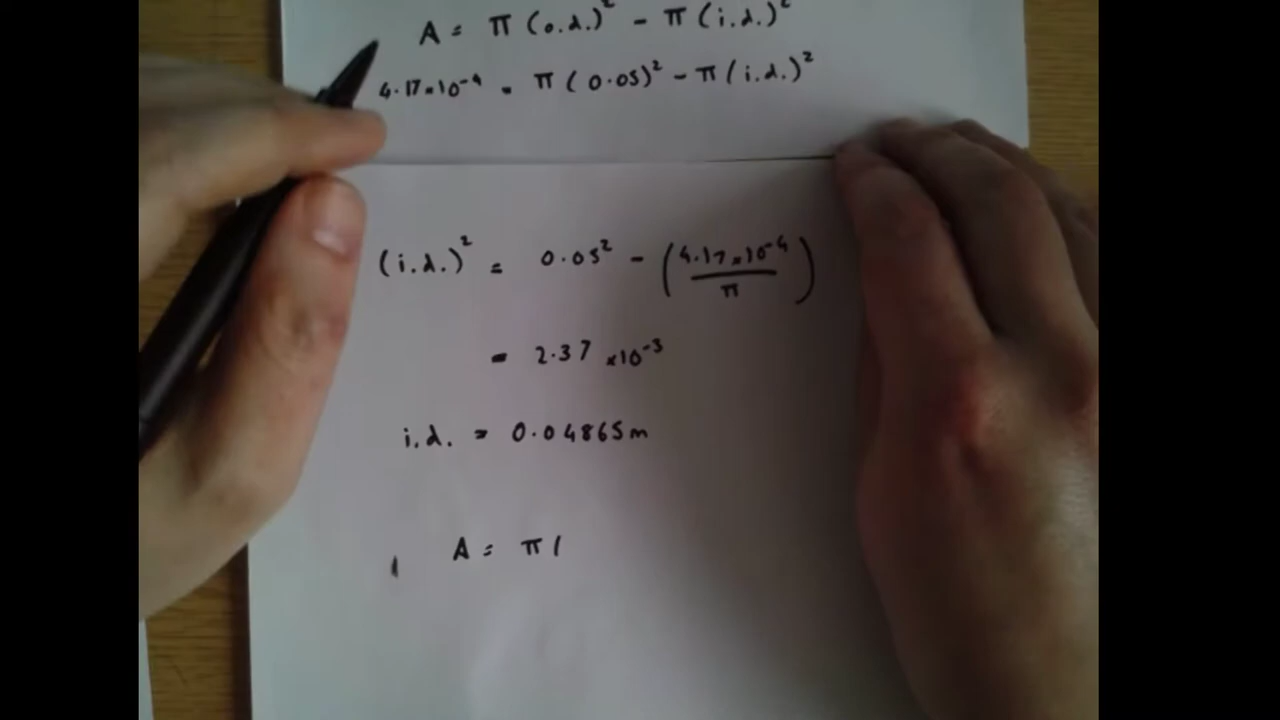 A = π (o.d.)² - π (i.d.)²
4.17×10⁻⁴ = π (0.05)² - π (i.d.)²
(i.d.)² = 0.05² - (4.17×10⁻⁴ / π)
= 2.37 ×10⁻³
i.d. = 0.04865m
A = π (